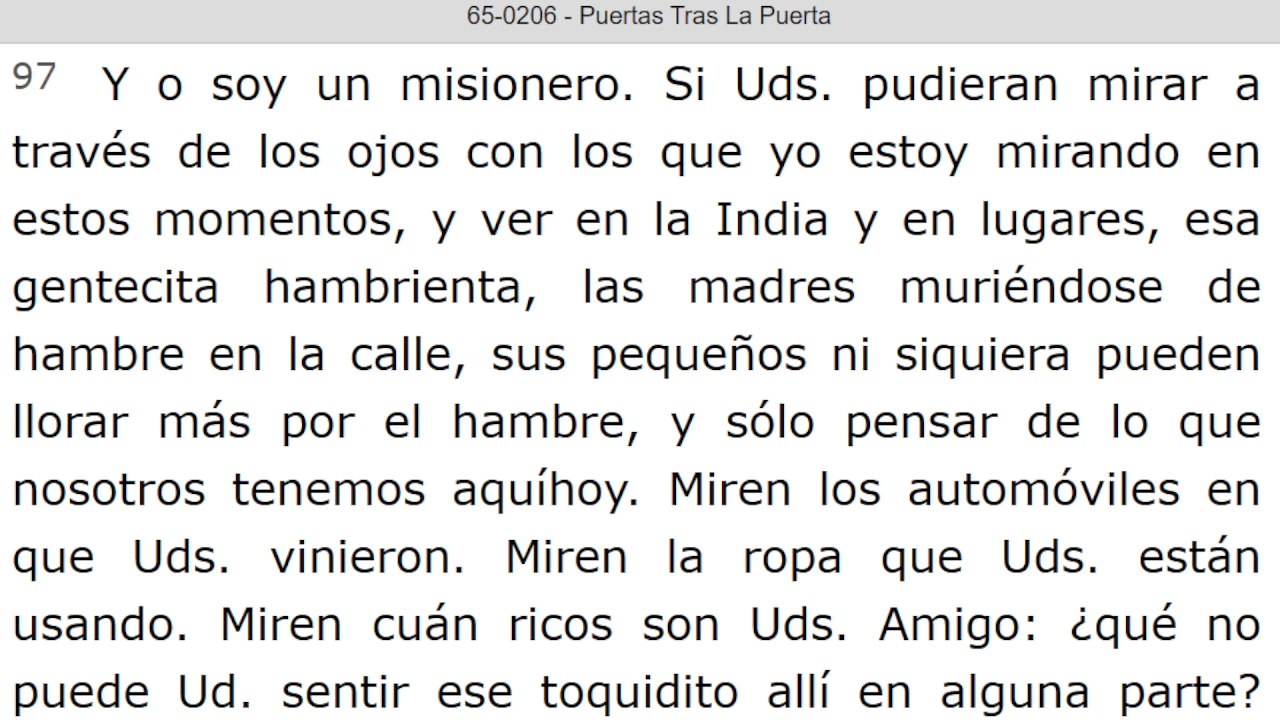 65-0206 - Puertas Tras La Puerta
97 Y o soy un misionero. Si Uds. pudieran mirar a
través de los ojos con los que yo estoy mirando en
estos momentos, y ver en la India y en lugares, esa
gentecita hambrienta, las madres muriéndose de
hambre en la calle, sus pequeños ni siquiera pueden
llorar más por el hambre, y sólo pensar de lo que
nosotros tenemos aquíhoy. Miren los automóviles en
que Uds. vinieron. Miren la ropa que Uds. están
usando. Miren cuán ricos son Uds. Amigo: ¿qué no
puede Ud. sentir ese toquidito allí en alguna parte?